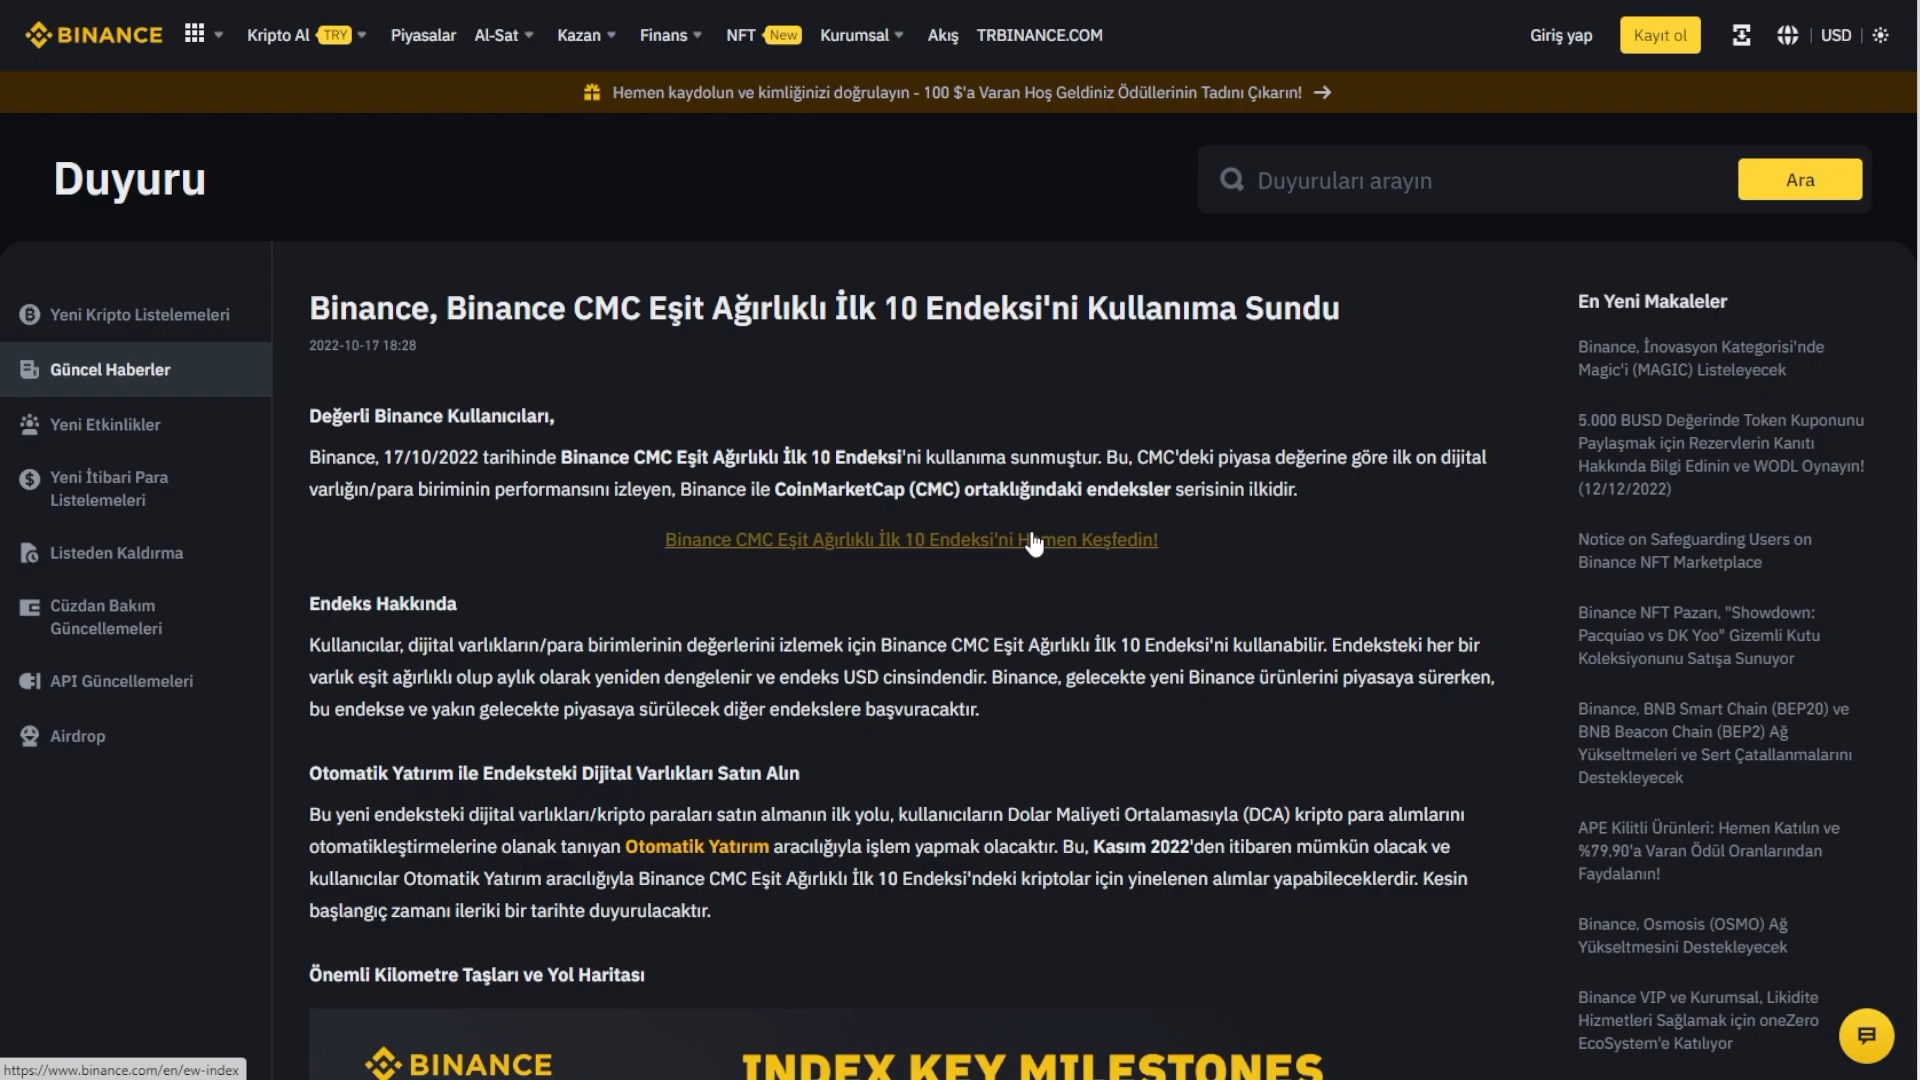 BINANCE
Kripto Al TRY
Piyasalar
Al-Sat
Kazan
Finans
NFT New
Kurumsal
Akış
TRBINANCE.COM
Giriş yap
Kayıt ol
USD
Hemen kaydolun ve kimliğinizi doğrulayın - 100 $'a Varan Hoş Geldiniz Ödüllerinin Tadını Çıkarın!
Duyuru
Duyuruları arayın
Ara
Yeni Kripto Listelemeleri
Güncel Haberler
Yeni Etkinlikler
Yeni İtibari Para
Listelemeleri
Listeden Kaldırma
Cüzdan Bakım
Güncellemeleri
API Güncellemeleri
Airdrop
Binance, Binance CMC Eşit Ağırlıklı İlk 10 Endeksi'ni Kullanıma Sundu
2022-10-17 18:28
Değerli Binance Kullanıcıları,
Binance, 17/10/2022 tarihinde Binance CMC Eşit Ağırlıklı İlk 10 Endeksi'ni kullanıma sunmuştur. Bu, CMC'deki piyasa değerine göre ilk on dijital
varlığın/para biriminin performansını izleyen, Binance ile CoinMarketCap (CMC) ortaklığındaki endeksler serisinin ilkidir.
Binance CMC Eşit Ağırlıklı İlk 10 Endeksi'ni Hemen Keşfedin!
Endeks Hakkında
Kullanıcılar, dijital varlıkların/para birimlerinin değerlerini izlemek için Binance CMC Eşit Ağırlıklı İlk 10 Endeksi'ni kullanabilir. Endeksteki her bir
varlık eşit ağırlıklı olup aylık olarak yeniden dengelenir ve endeks USD cinsindendir. Binance, gelecekte yeni Binance ürünlerini piyasaya sürerken,
bu endekse ve yakın gelecekte piyasaya sürülecek diğer endekslere başvuracaktır.
Otomatik Yatırım ile Endeksteki Dijital Varlıkları Satın Alın
Bu yeni endeksteki dijital varlıkları/kripto paraları satın almanın ilk yolu, kullanıcıların Dolar Maliyeti Ortalamasıyla (DCA) kripto para alımlarını
otomatikleştirmelerine olanak tanıyan Otomatik Yatırım aracılığıyla işlem yapmak olacaktır. Bu, Kasım 2022'den itibaren mümkün olacak ve
kullanıcılar Otomatik Yatırım aracılığıyla Binance CMC Eşit Ağırlıklı İlk 10 Endeksi'ndeki kriptolar için yinelenen alımlar yapabileceklerdir. Kesin
başlangıç zamanı ileriki bir tarihte duyurulacaktır.
Önemli Kilometre Taşları ve Yol Haritası
BINANCE
INDEX KEY MILESTONES
En Yeni Makaleler
Binance, İnovasyon Kategorisi'nde
Magic'i (MAGIC) Listeleyecek
5.000 BUSD Değerinde Token Kuponunu
Paylaşmak için Rezervlerin Kanıtı
Hakkında Bilgi Edinin ve WODL Oynayın!
(12/12/2022)
Notice on Safeguarding Users on
Binance NFT Marketplace
Binance NFT Pazarı, "Showdown:
Pacquiao vs DK Yoo" Gizemli Kutu
Koleksiyonunu Satışa Sunuyor
Binance, BNB Smart Chain (BEP20) ve
BNB Beacon Chain (BEP2) Ağ
Yükseltmeleri ve Sert Çatallanmalarını
Destekleyecek
APE Kilitli Ürünleri: Hemen Katılın ve
%79,90'a Varan Ödül Oranlarından
Faydalanın!
Binance, Osmosis (OSMO) Ağ
Yükseltmesini Destekleyecek
Binance VIP ve Kurumsal, Likidite
Hizmetleri Sağlamak için oneZero
EcoSystem'e Katılıyor
https://www.binance.com/en/ew-index